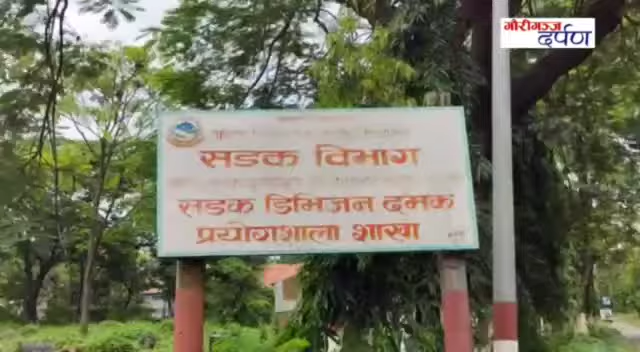 गौरीगञ्ज
दर्पण
सडक विभाग
सडक डिभिजन दमक
प्रयोगशाला शाखा